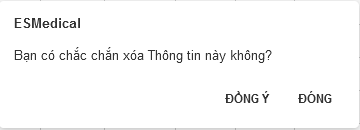 ESMedical
Bạn có chắc chắn xóa Thông tin này không?
ĐỒNG Ý ĐÓNG